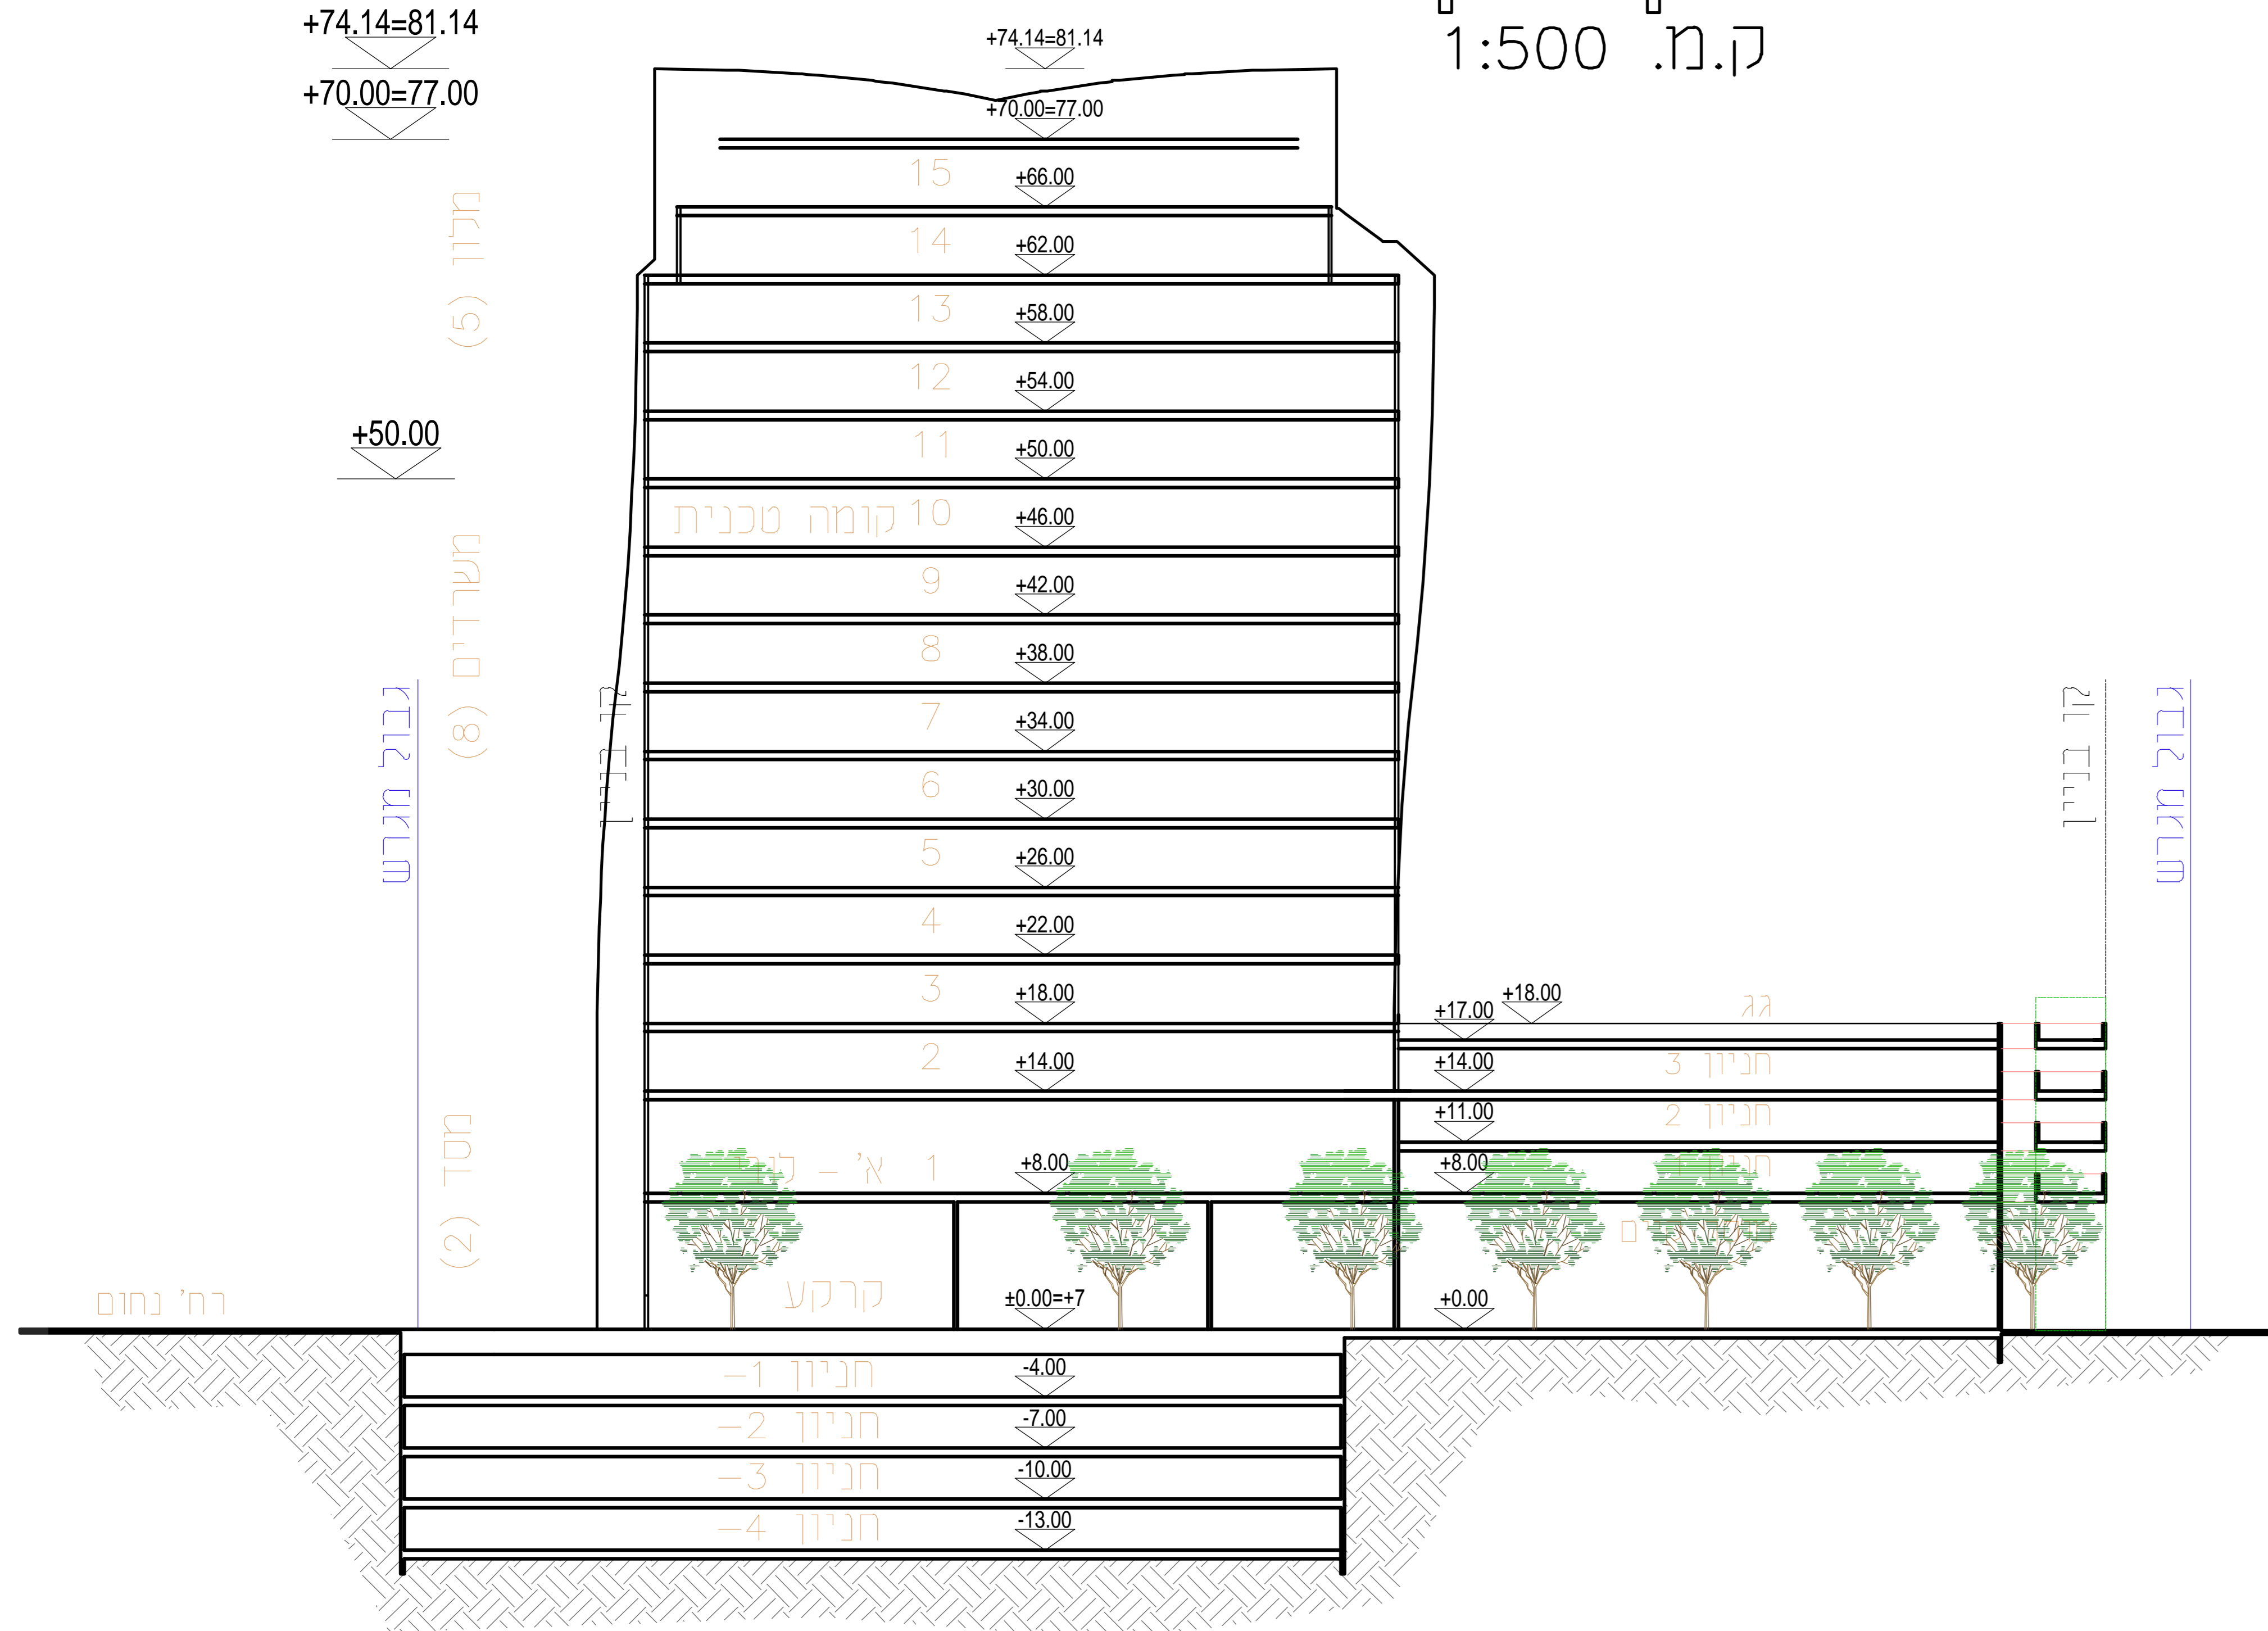 ק.מ. 1:500
+74.14=81.14
+70.00=77.00
+50.00
מלון (5)
משרדים (8)
מסד (2)
גבול מגרש
קו בניין
+74.14=81.14
+70.00=77.00
15 +66.00
14 +62.00
13 +58.00
12 +54.00
11 +50.00
קומה טכנית 10 +46.00
9 +42.00
8 +38.00
7 +34.00
6 +30.00
5 +26.00
4 +22.00
3 +18.00
2 +14.00
1 א' - +8.00
קרקע ±0.00=+7
רח' נחום
חניון 1- -4.00
חניון 2- -7.00
חניון 3- -10.00
חניון 4- -13.00
+17.00 +18.00 גג
+14.00 חניון 3
+11.00 חניון 2
+8.00
+0.00
קו בניין
גבול מגרש